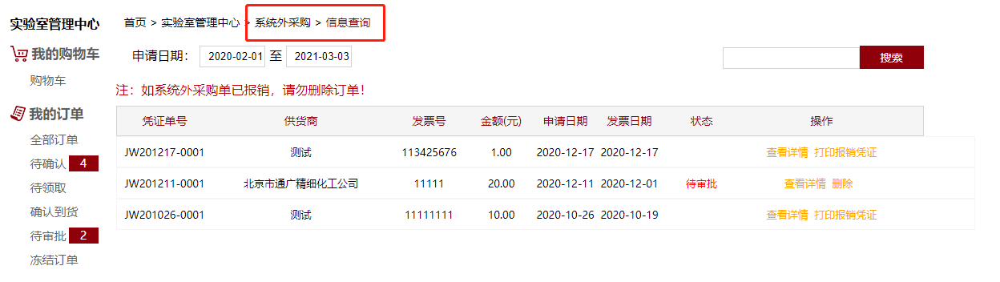 实验室管理中心
首页 > 实验室管理中心 > 系统外采购 > 信息查询
我的购物车
申请日期： 2020-02-01 至 2021-03-03 搜索
购物车
注：如系统外采购单已报销，请勿删除订单！
我的订单
凭证单号 供货商 发票号 金额(元) 申请日期 发票日期 状态 操作
全部订单
JW201217-0001 测试 113425676 1.00 2020-12-17 2020-12-17 查看详情 打印报销凭证
待确认 4
待领取
JW201211-0001 北京市通广精细化工公司 11111 20.00 2020-12-11 2020-12-01 待审批 查看详情 删除
确认到货
JW201026-0001 测试 11111111 10.00 2020-10-26 2020-10-19 查看详情 打印报销凭证
待审批 2
冻结订单